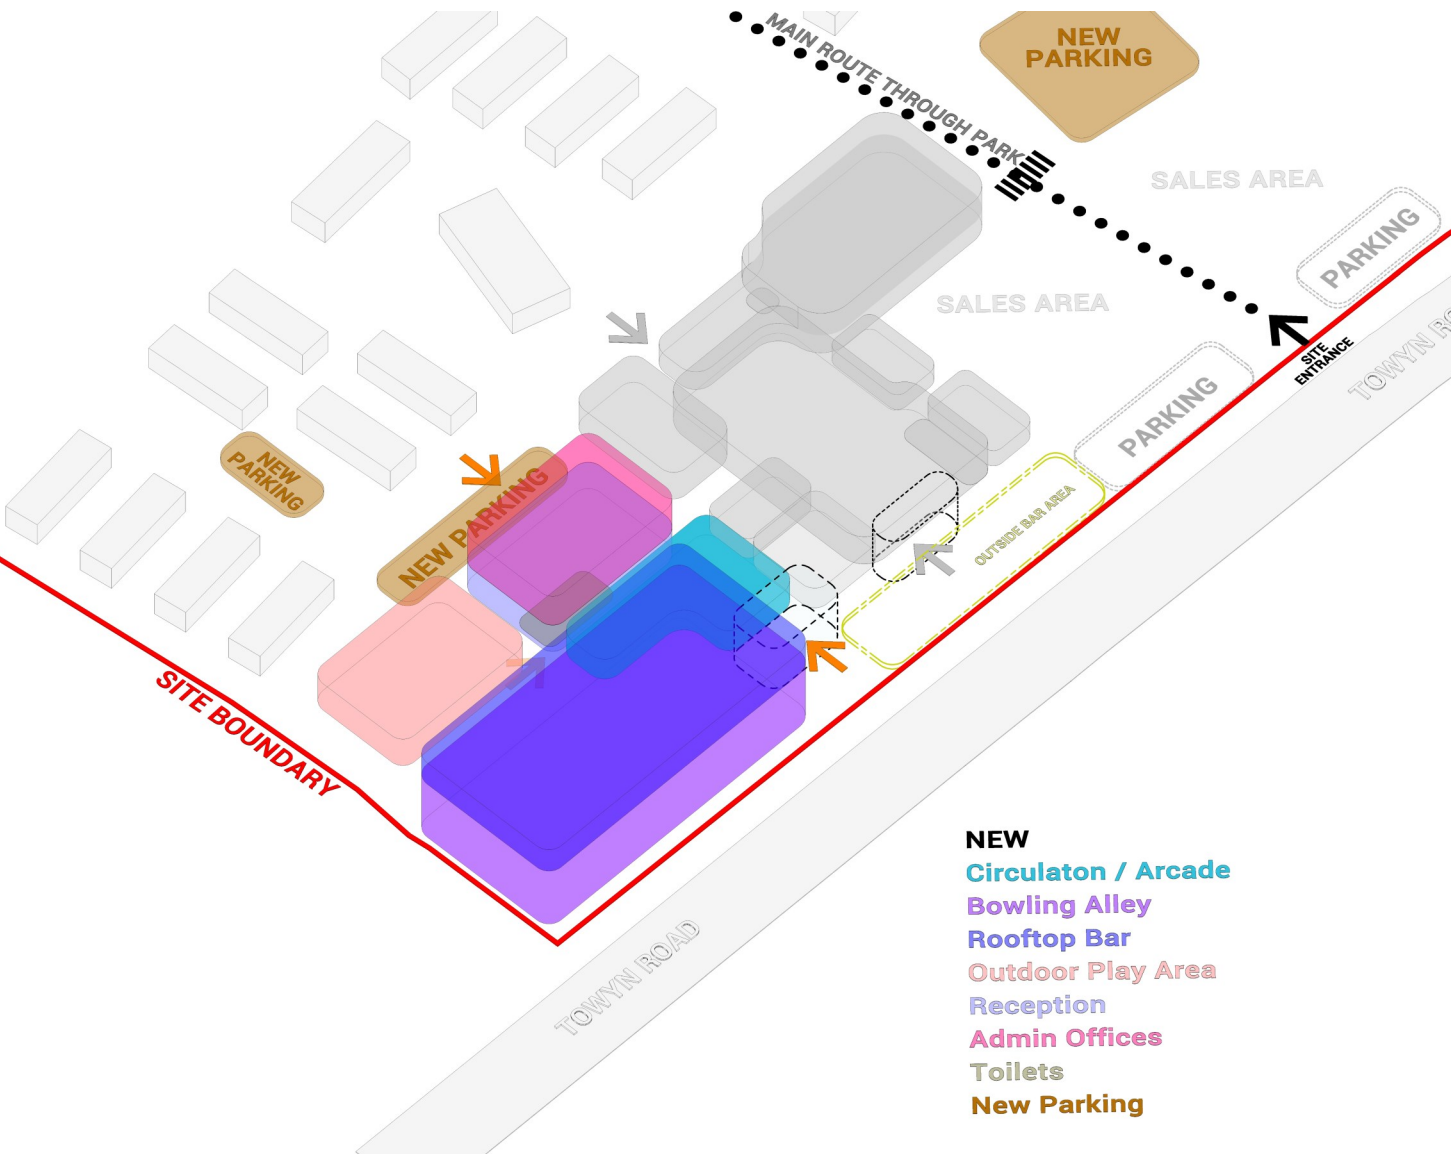 MAIN ROUTE THROUGH PARK
NEW
PARKING
SALES AREA
PARKING
SALES AREA
SITE
ENTRANCE
TOWYN RO
PARKING
NEW
PARKING
NEW PARKING
OUTSIDE BAR AREA
SITE BOUNDARY
TOWYN ROAD
NEW
Circulaton / Arcade
Bowling Alley
Rooftop Bar
Outdoor Play Area
Reception
Admin Offices
Toilets
New Parking